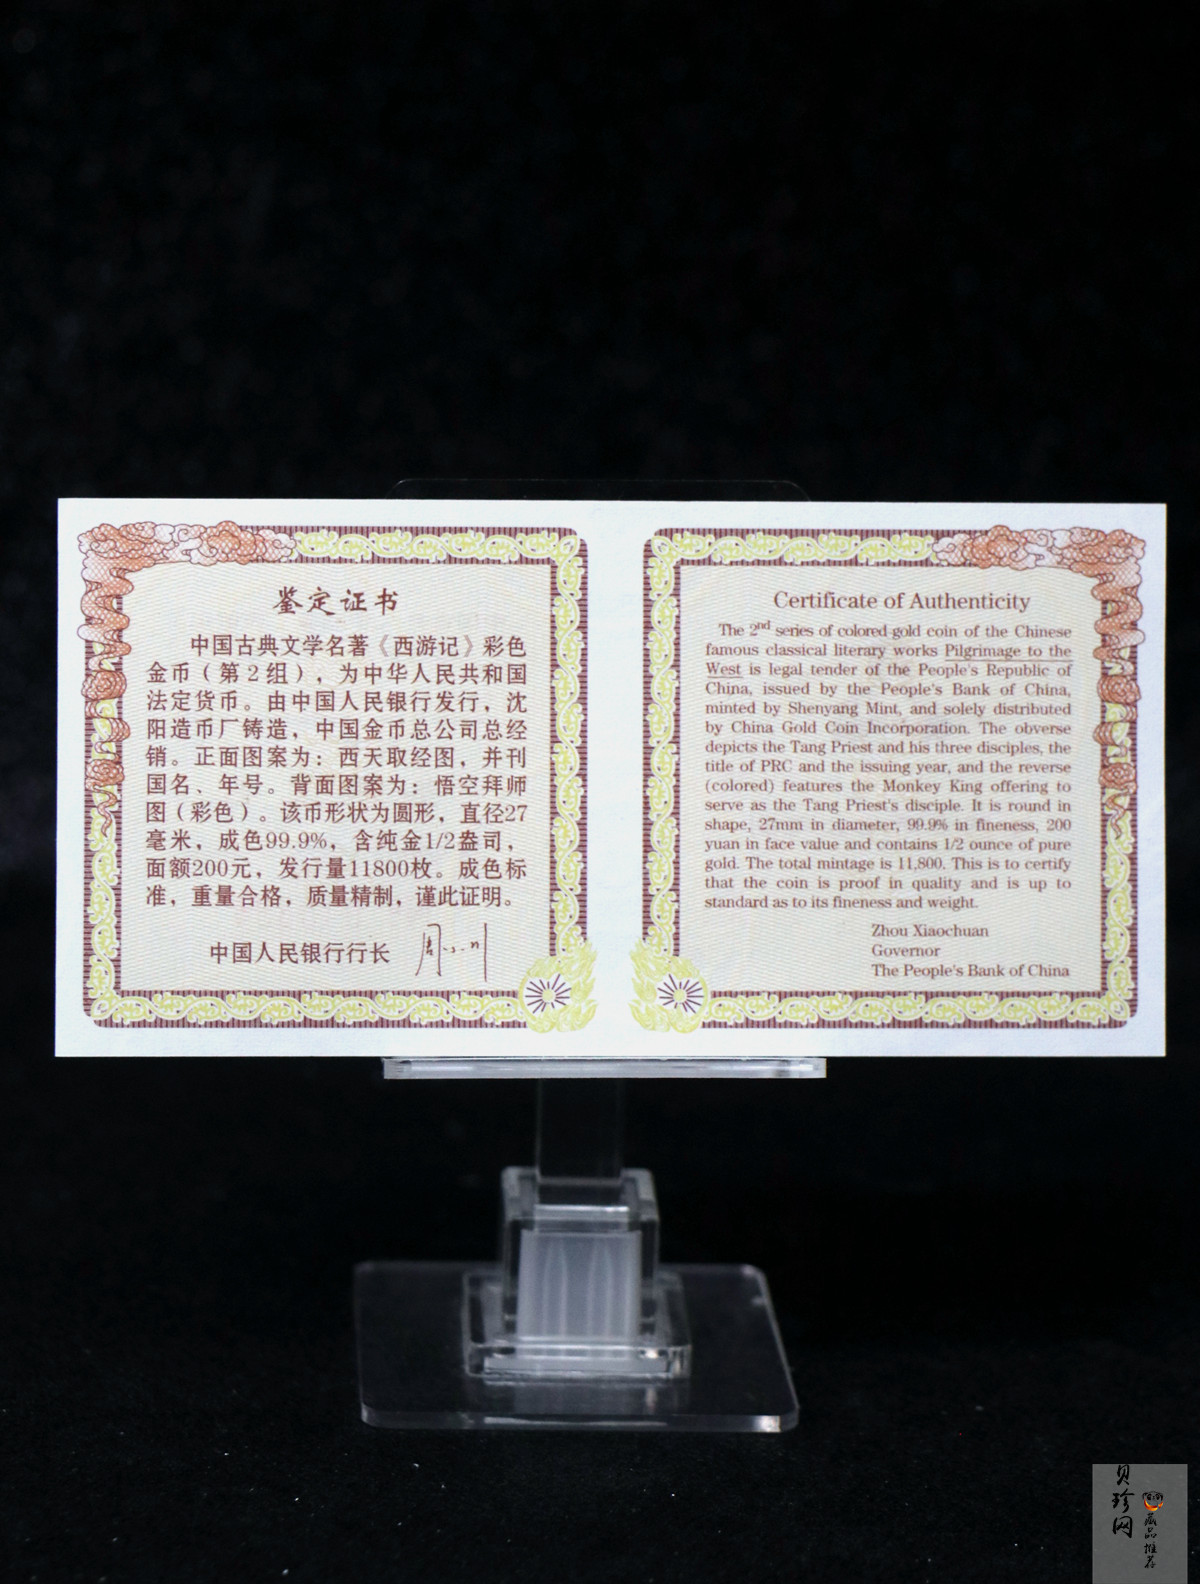 鉴定证书
中国古典文学名著《西游记》彩色
金币（第2组），为中华人民共和国
法定货币。由中国人民银行发行，沈
阳造币厂铸造，中国金币总公司总经
销。正面图案为：西天取经图，并刊
国名、年号。背面图案为：悟空拜师
图（彩色）。该币形状为圆形，直径27
毫米，成色99.9%，含纯金1/2盎司，
面额200元，发行量11800枚。成色标
准，重量合格，质量精制，谨此证明。
中国人民银行行长 周小川
Certificate of Authenticity
The 2nd series of colored gold coin of the Chinese
famous classical literary works Pilgrimage to the
West is legal tender of the People's Republic of
China, issued by the People's Bank of China,
minted by Shenyang Mint, and solely distributed
by China Gold Coin Incorporation. The obverse
depicts the Tang Priest and his three disciples, the
title of PRC and the issuing year, and the reverse
(colored) features the Monkey King offering to
serve as the Tang Priest's disciple. It is round in
shape, 27mm in diameter, 99.9% in fineness, 200
yuan in face value and contains 1/2 ounce of pure
gold. The total mintage is 11,800. This is to certify
that the coin is proof in quality and is up to
standard as to its fineness and weight.
Zhou Xiaochuan
Governor
The People's Bank of China
贝珍网
藏品推荐